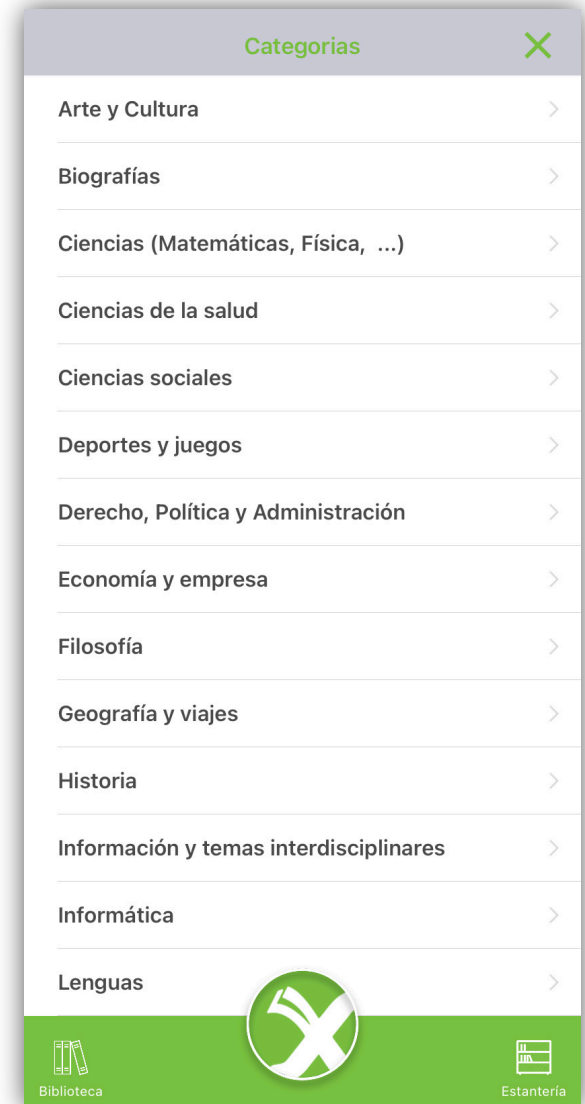 Categorias
Arte y Cultura
Biografías
Ciencias (Matemáticas, Física,  ...)
Ciencias de la salud
Ciencias sociales
Deportes y juegos
Derecho, Política y Administración
Economía y empresa
Filosofía
Geografía y viajes
Historia
Información y temas interdisciplinares
Informática
Lenguas
Biblioteca
Estantería